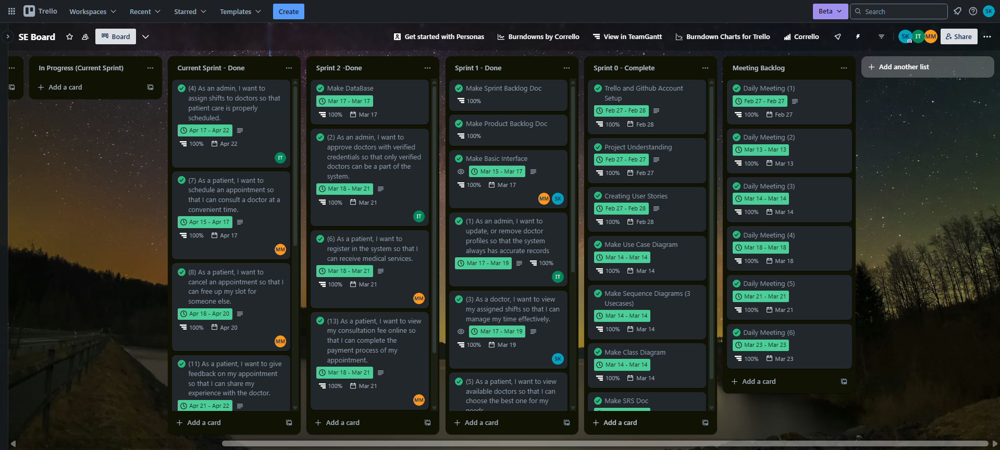 Trello
Workspaces
Recent
Starred
Templates
Create
Beta
Search
SK
SE Board
Board
Get started with Personas
Burndowns by Corrello
View in TeamGantt
Burndown Charts for Trello
Corrello
SK
IT
MM
Share
In Progress (Current Sprint)
Add a card
Current Sprint - Done
(4) As an admin, I want to
assign shifts to doctors so that
patient care is properly
scheduled.
Apr 17 - Apr 22
100% Apr 22
IT
(7) As a patient, I want to
schedule an appointment so
that I can consult a doctor at a
convenient time.
Apr 15 - Apr 17
100% Apr 17
MM
(8) As a patient, I want to
cancel an appointment so that I
can free up my slot for
someone else.
Apr 18 - Apr 20
100% Apr 20
MM
(11) As a patient, I want to give
feedback on my appointment
so that I can share my
experience with the doctor.
Apr 21 - Apr 22
Add a card
Sprint 2 -Done
Make DataBase
Mar 17 - Mar 17
100% Mar 17
(2) As an admin, I want to
approve doctors with verified
credentials so that only verified
doctors can be a part of the
system.
Mar 18 - Mar 21
100% Mar 21
IT
(6) As a patient, I want to
register in the system so that I
can receive medical services.
Mar 18 - Mar 21
100% Mar 21
MM
(13) As a patient, I want to view
my consultation fee online so
that I can complete the
payment process of my
appointment.
Mar 18 - Mar 21
100% Mar 21
MM
Add a card
Sprint 1 - Done
Make Sprint Backlog Doc
100%
Make Product Backlog Doc
100%
Make Basic Interface
Mar 15 - Mar 17
100% Mar 17
MM SK
(1) As an admin, I want to
update, or remove doctor
profiles so that the system
always has accurate records
Mar 17 - Mar 19 100%
IT
(3) As a doctor, I want to view
my assigned shifts so that I can
manage my time effectively.
Mar 17 - Mar 19
100% Mar 19
SK
(5) As a patient, I want to view
available doctors so that I can
choose the best one for my
needs.
Add a card
Sprint 0 - Complete
Trello and Github Account
Setup
Feb 27 - Feb 28
100% Feb 28
Project Understanding
Feb 27 - Feb 27
100% Feb 27
Creating User Stories
Feb 27 - Feb 28
100% Feb 28
Make Use Case Diagram
Mar 14 - Mar 14
100% Mar 14
Make Sequence Diagrams (3
Usecases)
Mar 14 - Mar 14
100% Mar 14
Make Class Diagram
Mar 14 - Mar 14
100% Mar 14
Make SRS Doc
Add a card
Meeting Backlog
Daily Meeting (1)
Feb 27 - Feb 27
100% Feb 27
Daily Meeting (2)
Mar 13 - Mar 13
100% Mar 13
Daily Meeting (3)
Mar 14 - Mar 14
100% Mar 14
Daily Meeting (4)
Mar 18 - Mar 18
100% Mar 18
Daily Meeting (5)
Mar 21 - Mar 21
100% Mar 21
Daily Meeting (6)
Mar 23 - Mar 23
100% Mar 23
Add a card
Add another list